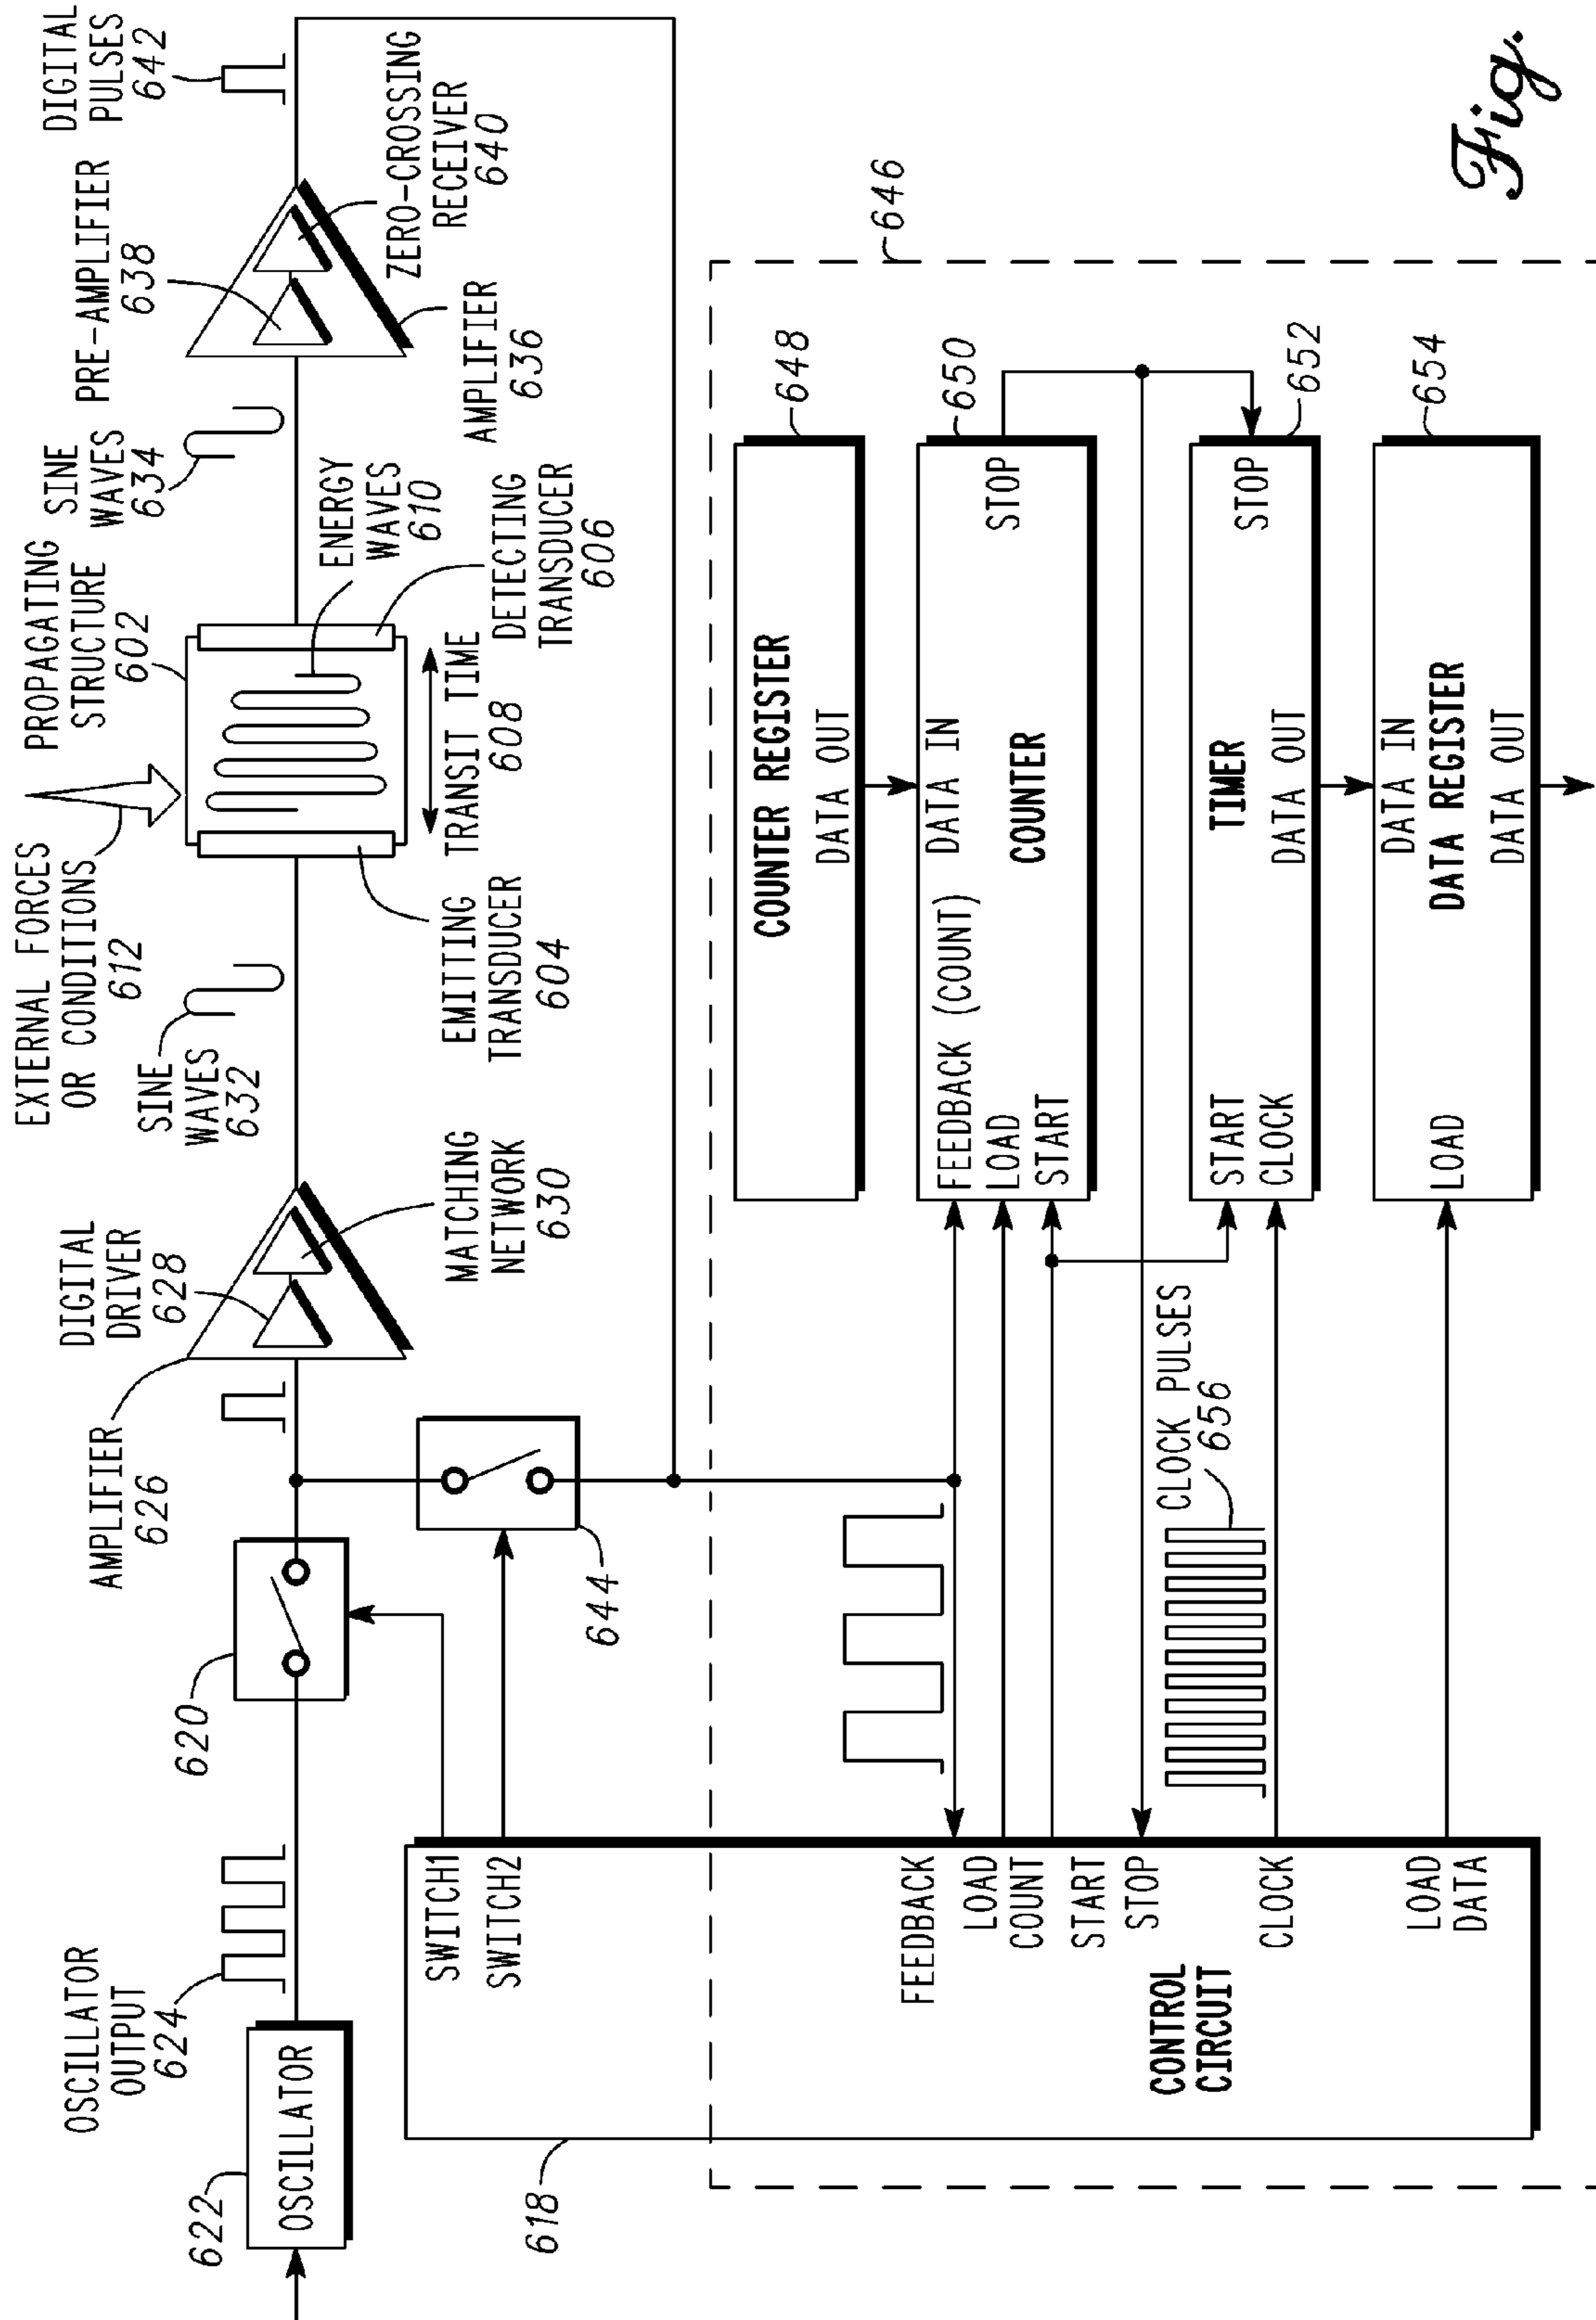 OSCILLATOR
OUTPUT
624
622
OSCILLATOR
620
AMPLIFIER
626
DIGITAL
DRIVER
628
MATCHING
NETWORK
630
SINE
WAVES
632
EXTERNAL FORCES
OR CONDITIONS
612
PROPAGATING
STRUCTURE
602
EMITTING
TRANSDUCER
604
TRANSIT TIME
608
ENERGY
WAVES
610
DETECTING
TRANSDUCER
606
SINE
WAVES
634
PRE-AMPLIFIER
638
AMPLIFIER
636
ZERO-CROSSING
RECEIVER
640
DIGITAL
PULSES
642
644
646
618
SWITCH1
SWITCH2
FEEDBACK
LOAD
COUNT
START
STOP
CLOCK
LOAD
DATA
CONTROL
CIRCUIT
CLOCK PULSES
656
COUNTER REGISTER
DATA OUT
648
FEEDBACK (COUNT)
LOAD
START
DATA IN
COUNTER
STOP
650
START
CLOCK
TIMER
DATA OUT
STOP
652
LOAD
DATA IN
DATA REGISTER
DATA OUT
654
Fig.